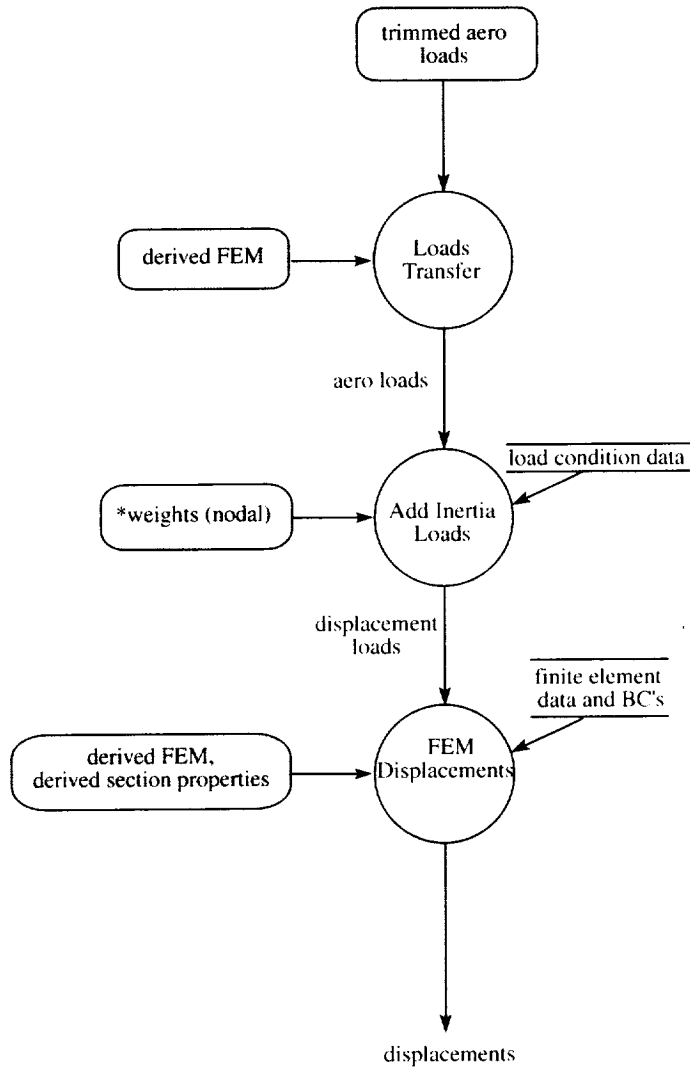 trimmed aero
loads
derived FEM
Loads
Transfer
aero loads
load condition data
*weights (nodal)
Add Inertia
Loads
displacement
loads
finite element
data and BC's
derived FEM,
derived section properties
FEM
Displacements
displacements